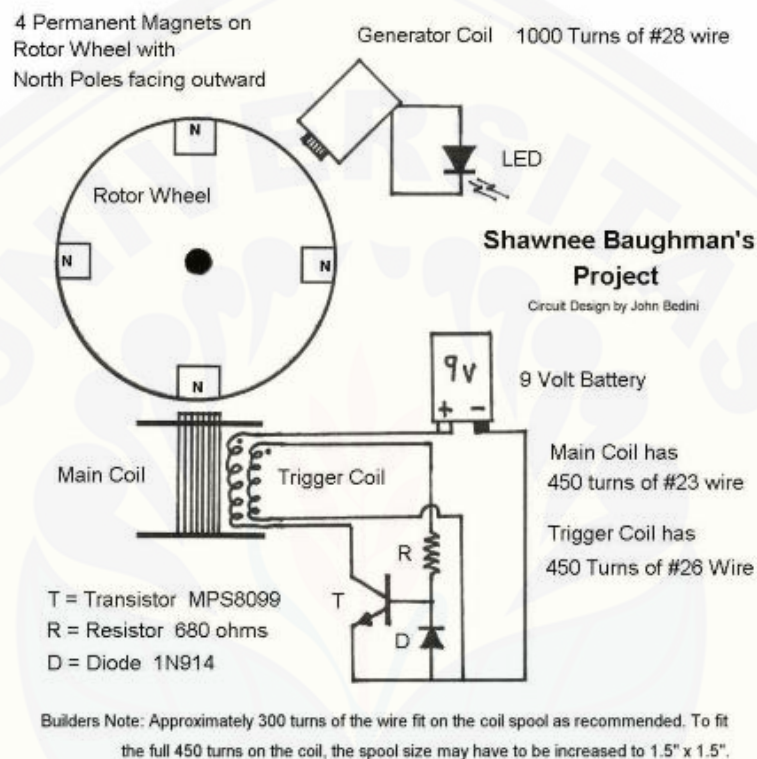 4 Permanent Magnets on
Rotor Wheel with
North Poles facing outward
Generator Coil 1000 Turns of #28 wire
N
LED
Rotor Wheel
N
N
Shawnee Baughman's
Project
Circuit Design by John Bedini
N
9v
+ -
9 Volt Battery
Main Coil
Trigger Coil
Main Coil has
450 turns of #23 wire
Trigger Coil has
450 Turns of #26 Wire
R
T
D
T = Transistor MPS8099
R = Resistor 680 ohms
D = Diode 1N914
Builders Note: Approximately 300 turns of the wire fit on the coil spool as recommended. To fit
the full 450 turns on the coil, the spool size may have to be increased to 1.5" x 1.5".
UNIVERSITAS